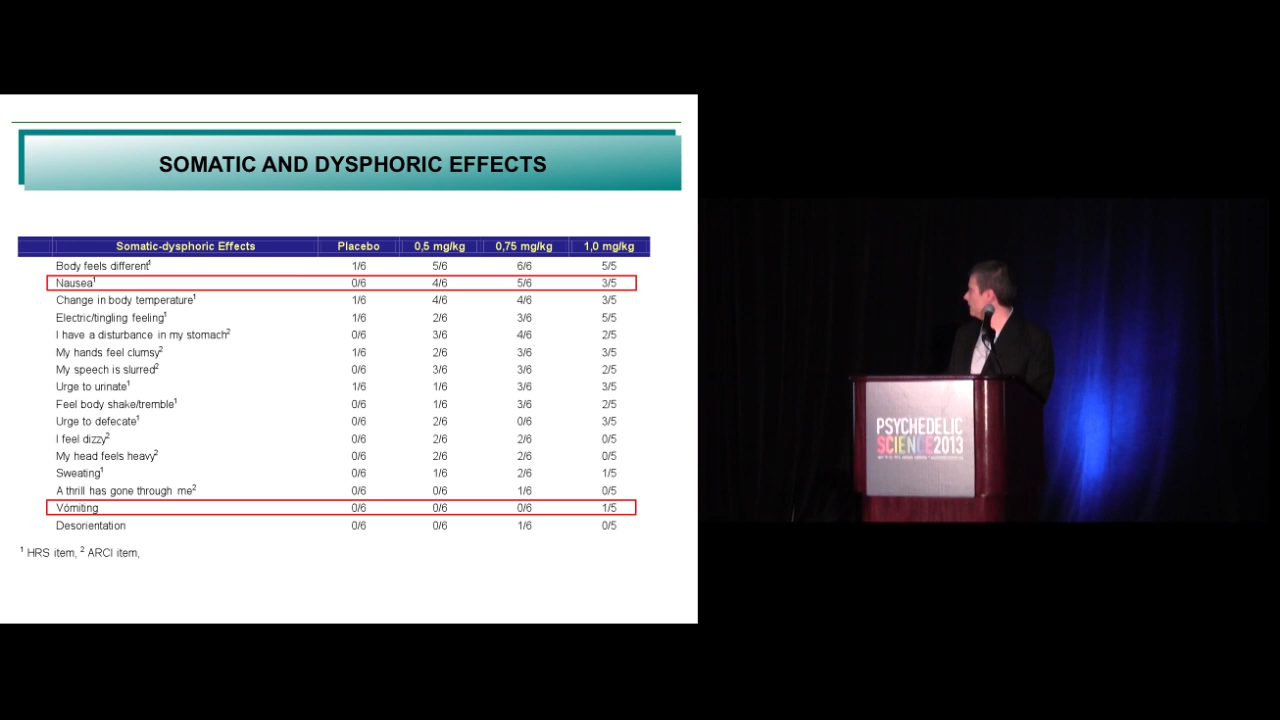 SOMATIC AND DYSPHORIC EFFECTS
Somatic-dysphoric Effects Placebo 0,5 mg/kg 0,75 mg/kg 1,0 mg/kg
Body feels different¹ 1/6 5/6 6/6 5/5
Nausea¹ 0/6 4/6 5/6 3/5
Change in body temperature¹ 1/6 4/6 4/6 3/5
Electric/tingling feeling¹ 1/6 2/6 3/6 5/5
I have a disturbance in my stomach² 0/6 3/6 4/6 2/5
My hands feel clumsy² 1/6 2/6 3/6 3/5
My speech is slurred² 0/6 3/6 3/6 2/5
Urge to urinate¹ 1/6 1/6 3/6 3/5
Feel body shake/tremble¹ 0/6 1/6 3/6 2/5
Urge to defecate¹ 0/6 2/6 0/6 3/5
I feel dizzy² 0/6 2/6 2/6 0/5
My head feels heavy² 0/6 2/6 2/6 0/5
Sweating¹ 0/6 1/6 2/6 1/5
A thrill has gone through me² 0/6 0/6 1/6 0/5
Vómiting 0/6 0/6 0/6 1/5
Desorientation 0/6 0/6 1/6 0/5
¹ HRS item, ² ARCI item,
PSYCHEDELIC
SCIENCE2013